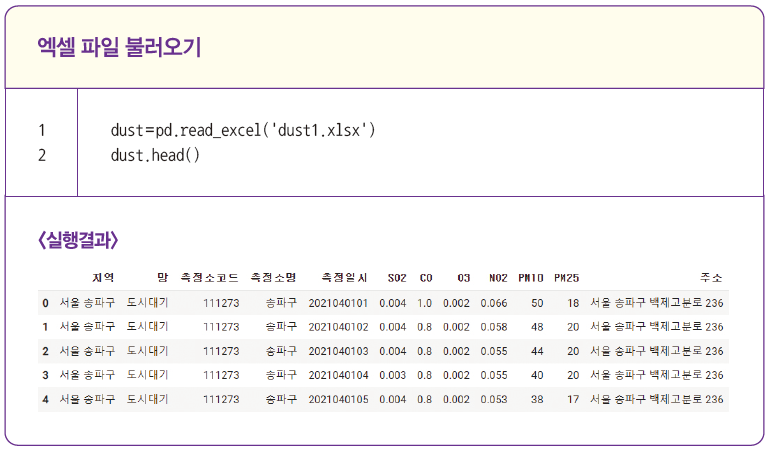 엑셀 파일 불러오기
1 dust=pd.read_excel('dust1.xlsx')
2 dust.head()
<실행결과>
지역 망 측정소코드 측정소명 측정일시 SO2 CO O3 NO2 PM10 PM25 주소
0 서울 송파구 도시대기 111273 송파구 2021040101 0.004 1.0 0.002 0.066 50 18 서울 송파구 백제고분로 236
1 서울 송파구 도시대기 111273 송파구 2021040102 0.004 0.8 0.002 0.058 48 20 서울 송파구 백제고분로 236
2 서울 송파구 도시대기 111273 송파구 2021040103 0.004 0.8 0.002 0.055 44 20 서울 송파구 백제고분로 236
3 서울 송파구 도시대기 111273 송파구 2021040104 0.003 0.8 0.002 0.055 40 20 서울 송파구 백제고분로 236
4 서울 송파구 도시대기 111273 송파구 2021040105 0.004 0.8 0.002 0.053 38 17 서울 송파구 백제고분로 236